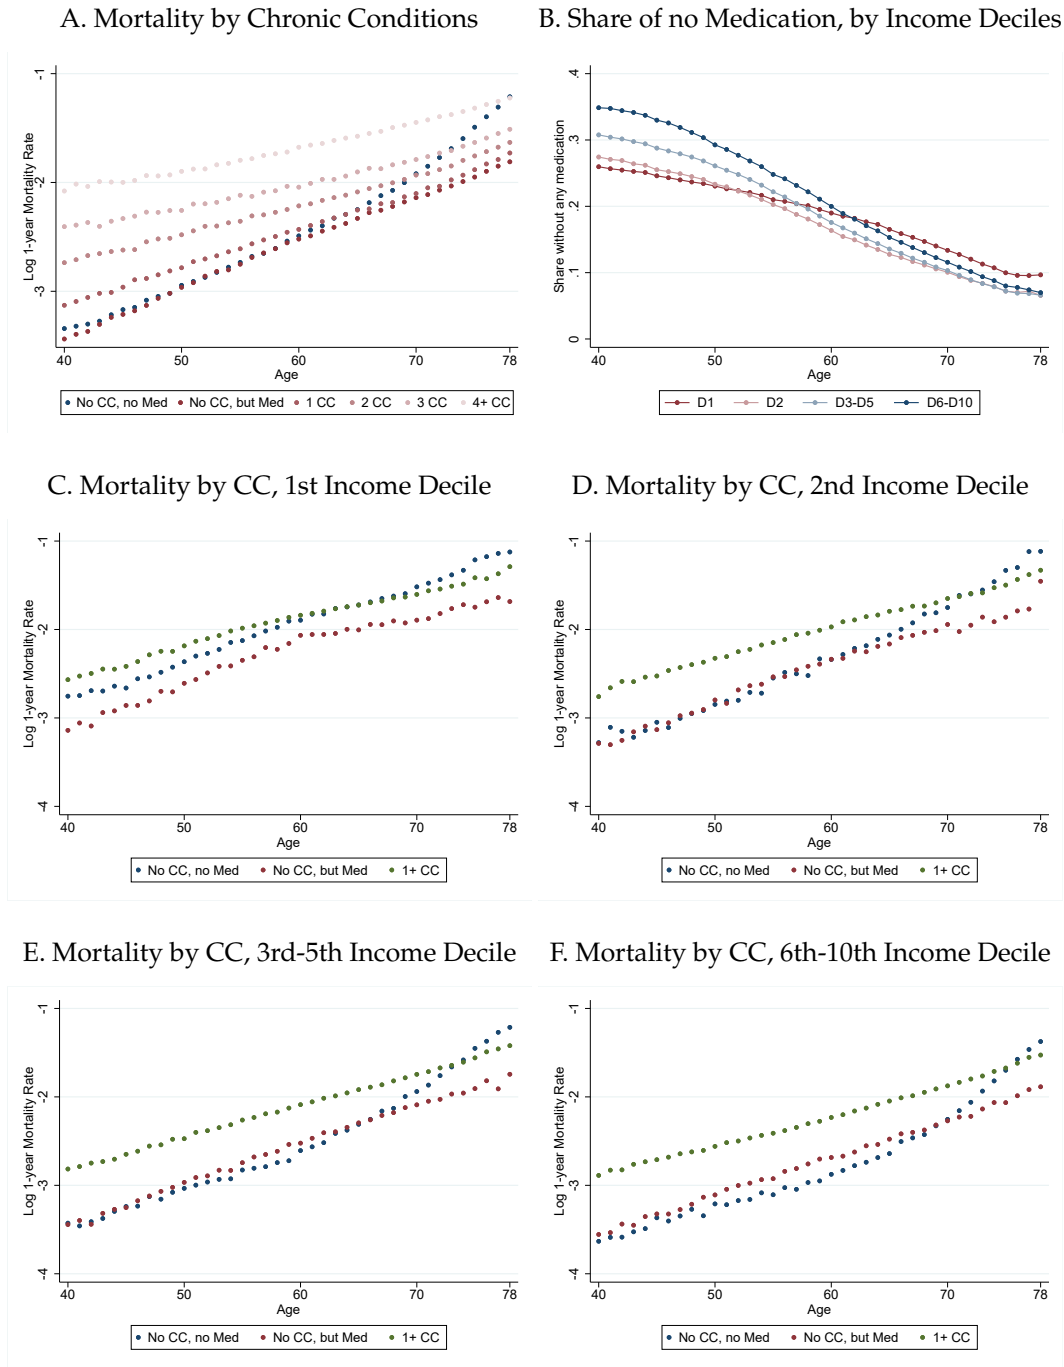 A. Mortality by Chronic Conditions
B. Share of no Medication, by Income Deciles
Log 1-year Mortality Rate
-1
-2
-3
40 50 60 70 78
Age
No CC, no Med No CC, but Med 1 CC 2 CC 3 CC 4+ CC
Share without any medication
.4
.3
.2
.1
0
40 50 60 70 78
Age
D1 D2 D3-D5 D6-D10
C. Mortality by CC, 1st Income Decile
D. Mortality by CC, 2nd Income Decile
Log 1-year Mortality Rate
-1
-2
-3
-4
40 50 60 70 78
Age
No CC, no Med No CC, but Med 1+ CC
Log 1-year Mortality Rate
-1
-2
-3
-4
40 50 60 70 78
Age
No CC, no Med No CC, but Med 1+ CC
E. Mortality by CC, 3rd-5th Income Decile
F. Mortality by CC, 6th-10th Income Decile
Log 1-year Mortality Rate
-1
-2
-3
-4
40 50 60 70 78
Age
No CC, no Med No CC, but Med 1+ CC
Log 1-year Mortality Rate
-1
-2
-3
-4
40 50 60 70 78
Age
No CC, no Med No CC, but Med 1+ CC